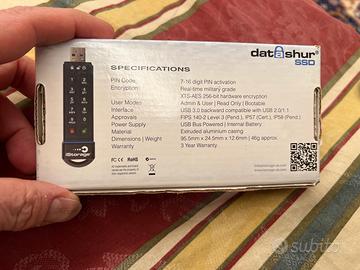 datAshur®
SSD
SPECIFICATIONS
PIN Code: 7-16 digit PIN activation
Encryption: Real-time military grade
XTS-AES 256-bit hardware encryption
User Modes Admin & User | Read Only | Bootable
Interface USB 3.0 backward compatible with USB 2.0/1.1
Approvals FIPS 140-2 Level 3 (Pend.), IP57 (Cert.), IP58 (Pend.)
Power Supply USB Bus Powered | Internal Battery
Material Extruded aluminium casing
Dimensions | Weight 95.5mm x 24mm x 12.6mm | 46g approx.
Warranty 3 Year Warranty
iStorage
FC CE RoHS
subito